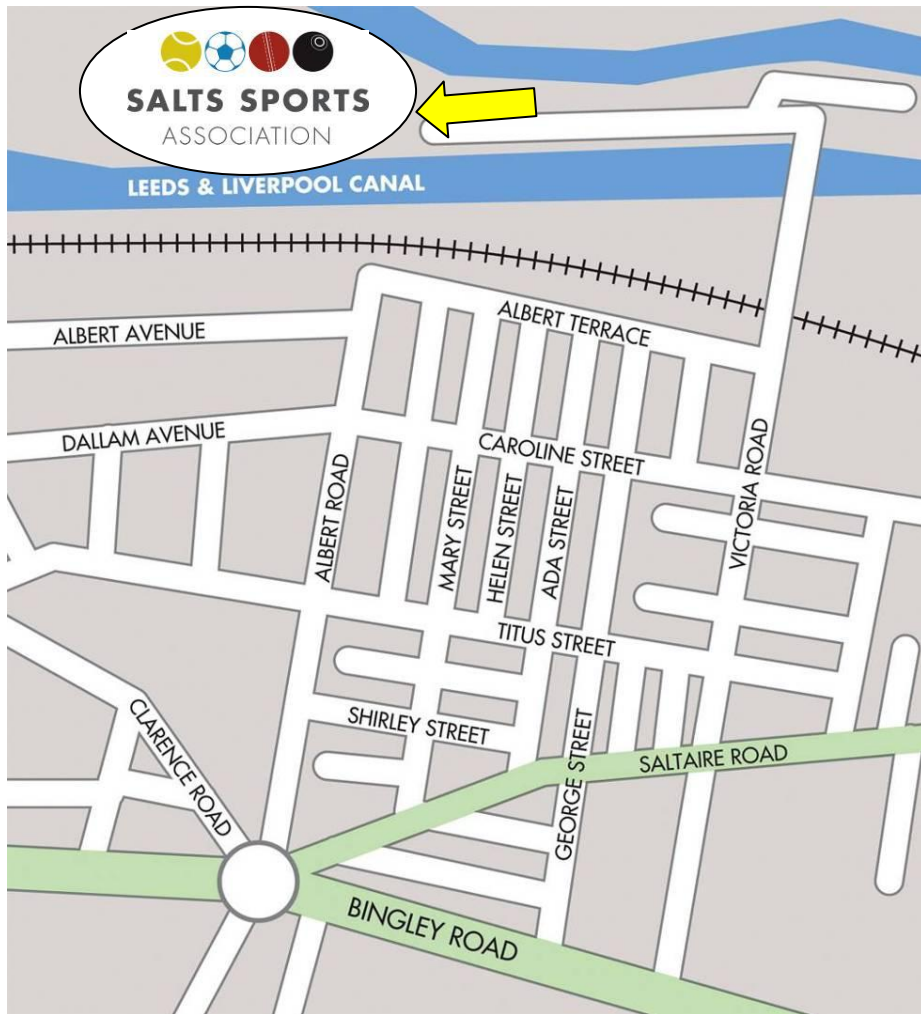 SALTS SPORTS
ASSOCIATION
LEEDS & LIVERPOOL CANAL
ALBERT TERRACE
ALBERT AVENUE
DALLAM AVENUE
CAROLINE STREET
VICTORIA ROAD
ALBERT ROAD
MARY STREET
HELEN STREET
ADA STREET
TITUS STREET
SHIRLEY STREET
CLARENCE ROAD
GEORGE STREET
SALTAIRE ROAD
BINGLEY ROAD